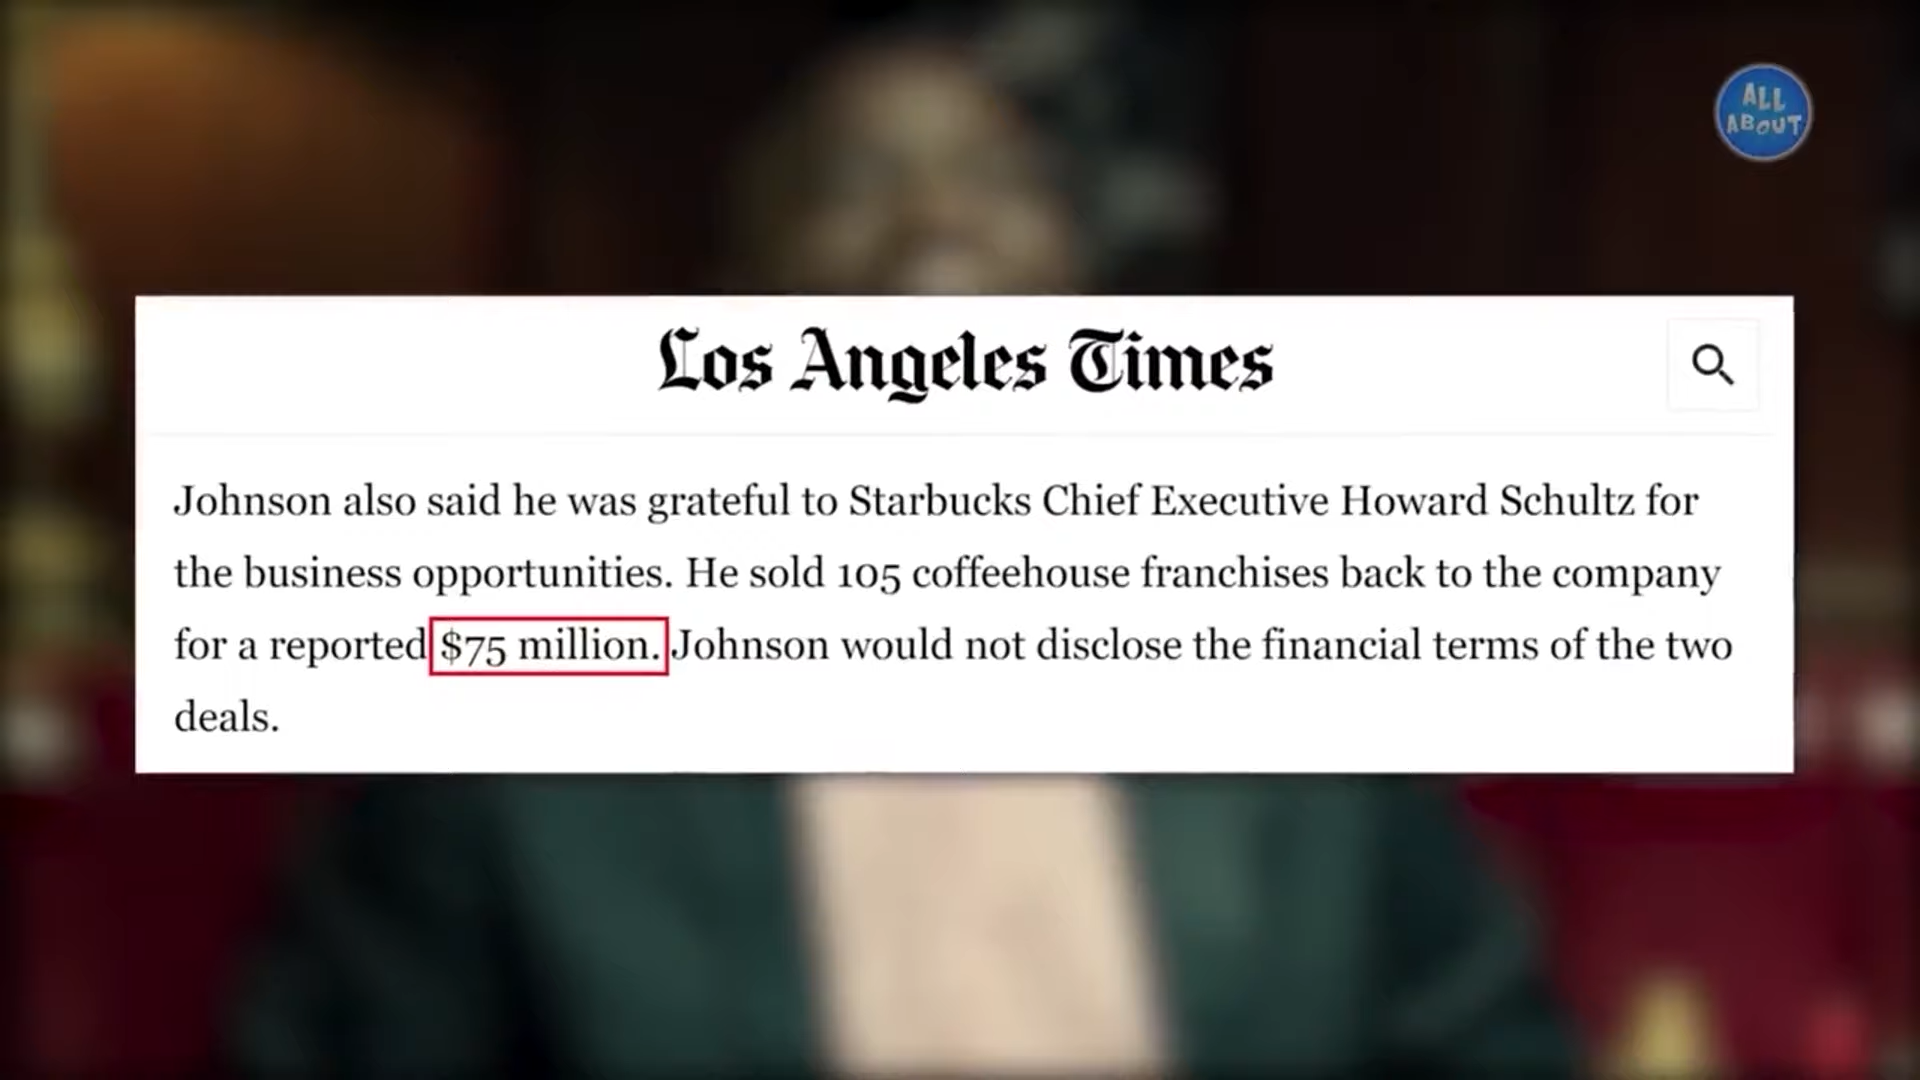 ALL
ABOUT
Los Angeles Times
Johnson also said he was grateful to Starbucks Chief Executive Howard Schultz for
the business opportunities. He sold 105 coffeehouse franchises back to the company
for a reported $75 million. Johnson would not disclose the financial terms of the two
deals.